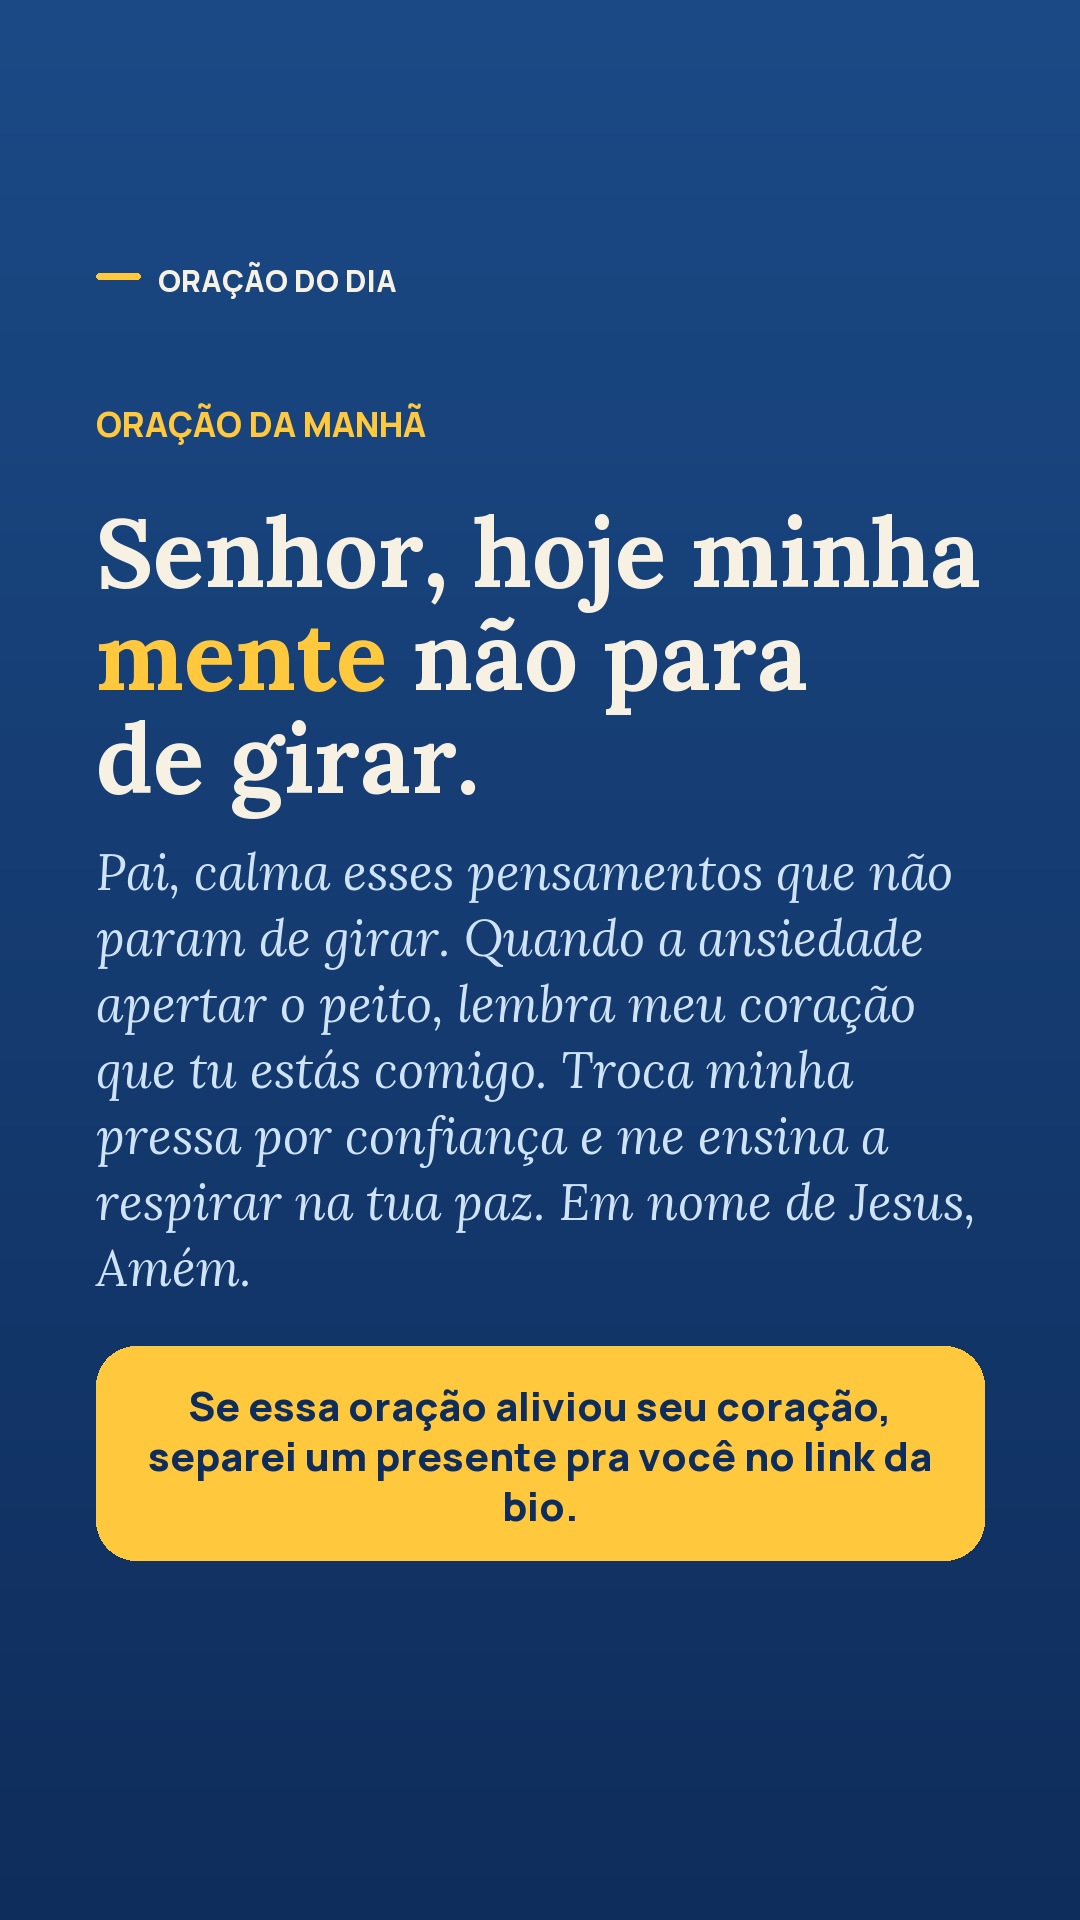 ORAÇÃO DO DIA
ORAÇÃO DA MANHÃ
Senhor, hoje minha
mente não para
de girar.
Pai, calma esses pensamentos que não
param de girar. Quando a ansiedade
apertar o peito, lembra meu coração
que tu estás comigo. Troca minha
pressa por confiança e me ensina a
respirar na tua paz. Em nome de Jesus,
Amém.
Se essa oração aliviou seu coração,
separei um presente pra você no link da
bio.